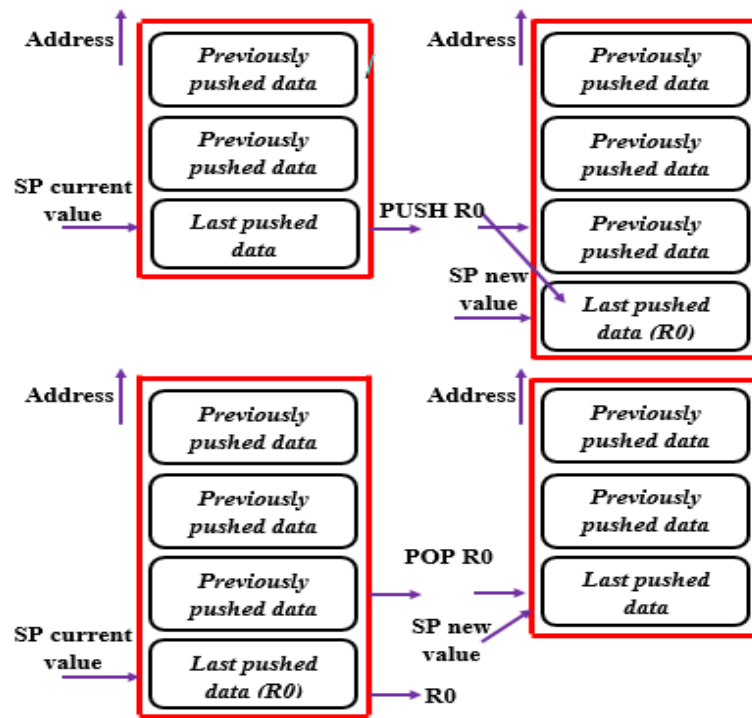 Address
Previously
pushed data
Previously
pushed data
SP current
value
Last pushed
data
PUSH R0
Address
Previously
pushed data
Previously
pushed data
Previously
pushed data
SP new
value
Last pushed
data (R0)
Address
Previously
pushed data
Previously
pushed data
Previously
pushed data
SP current
value
Last pushed
data (R0)
POP R0
R0
Address
Previously
pushed data
Previously
pushed data
SP new
value
Last pushed
data